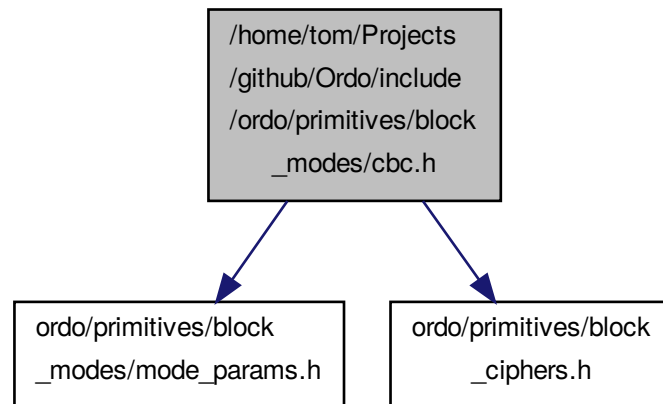 /home/tom/Projects
/github/Ordo/include
/ordo/primitives/block
_modes/cbc.h
ordo/primitives/block
_modes/mode_params.h
ordo/primitives/block
_ciphers.h